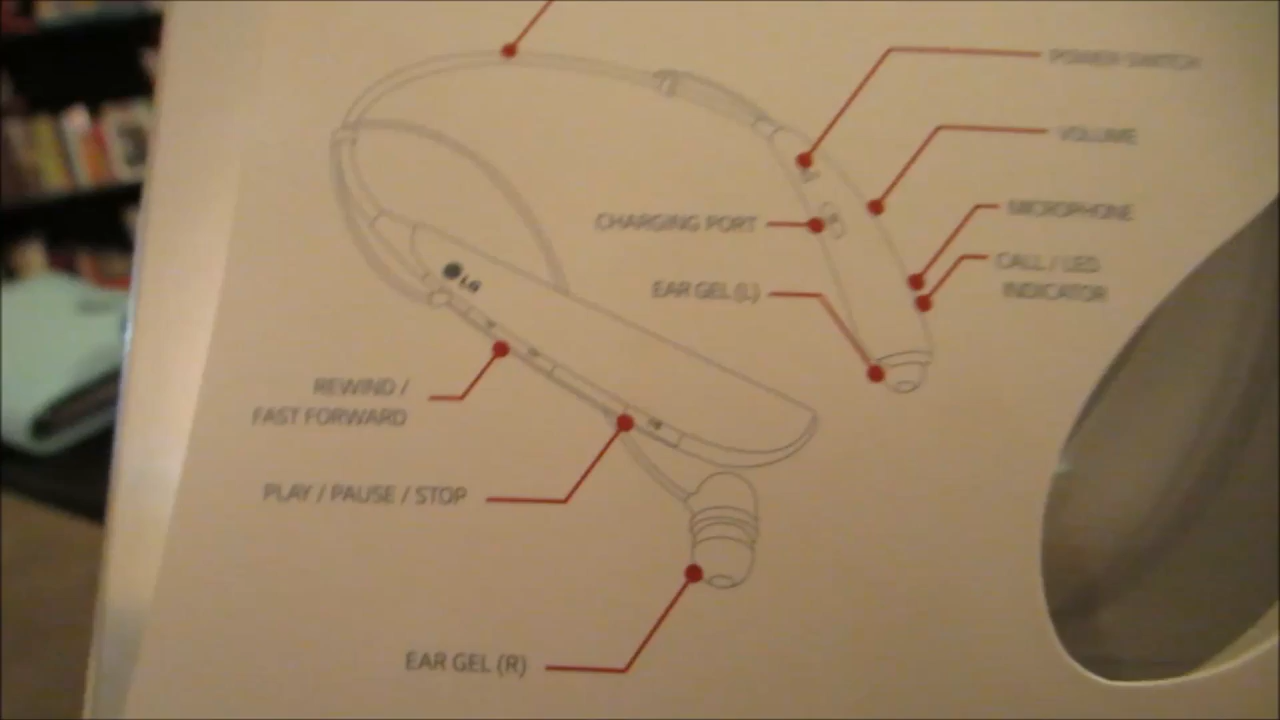 POWER SWITCH
VOLUME
MICROPHONE
CHARGING PORT
CALL / LED
INDICATOR
EAR GEL (L)
LG
REWIND /
FAST FORWARD
PLAY / PAUSE / STOP
EAR GEL (R)